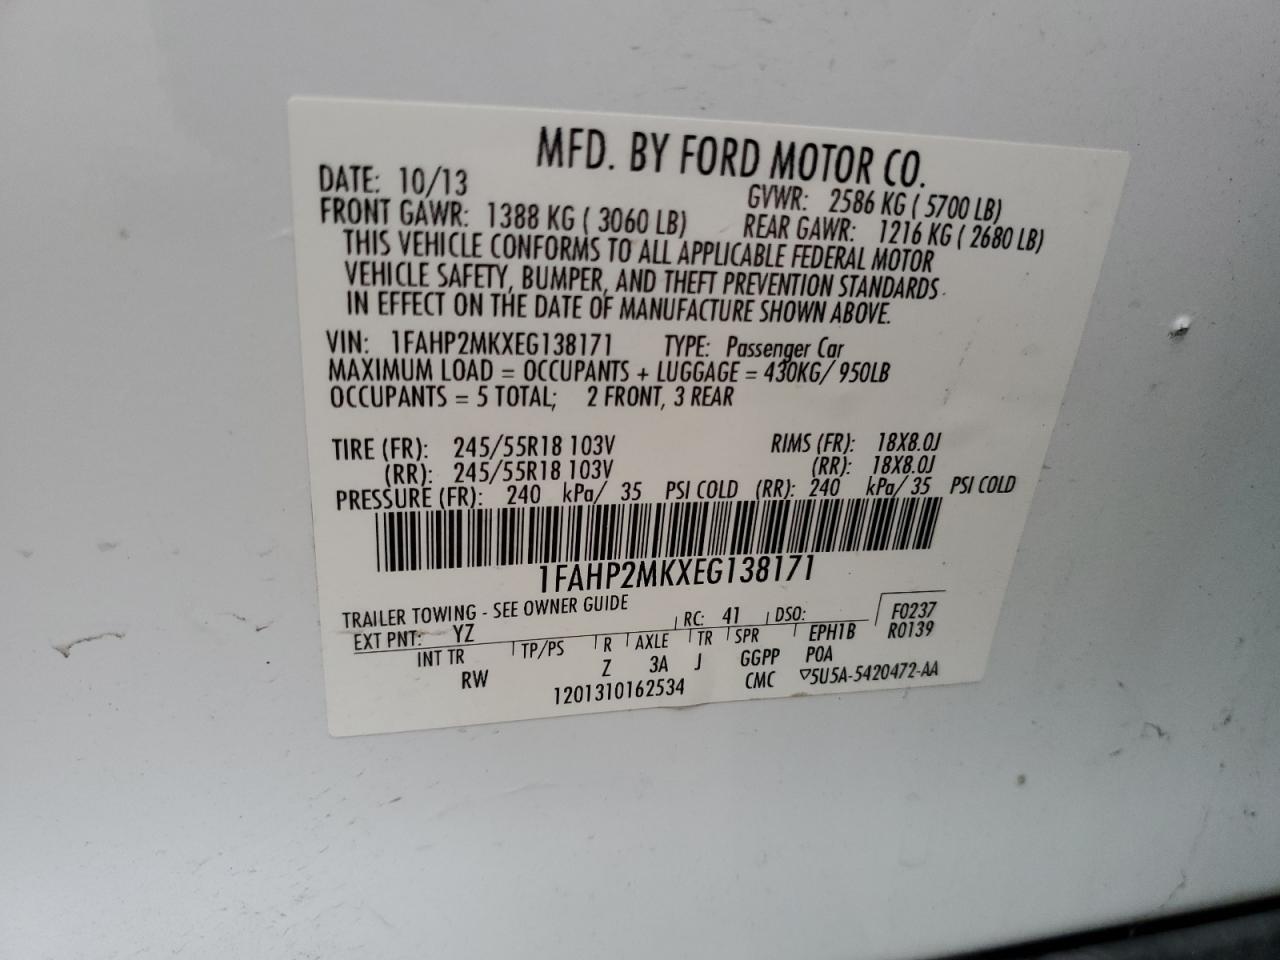 MFD. BY FORD MOTOR CO.
DATE: 10/13 GVWR: 2586 KG ( 5700 LB)
FRONT GAWR: 1388 KG ( 3060 LB) REAR GAWR: 1216 KG ( 2680 LB)
THIS VEHICLE CONFORMS TO ALL APPLICABLE FEDERAL MOTOR
VEHICLE SAFETY, BUMPER, AND THEFT PREVENTION STANDARDS
IN EFFECT ON THE DATE OF MANUFACTURE SHOWN ABOVE.
VIN: 1FAHP2MKXEG138171 TYPE: Passenger Car
MAXIMUM LOAD = OCCUPANTS + LUGGAGE = 430KG/ 950LB
OCCUPANTS = 5 TOTAL; 2 FRONT, 3 REAR
TIRE (FR): 245/55R18 103V RIMS (FR): 18X8.0J
(RR): 245/55R18 103V (RR): 18X8.0J
PRESSURE (FR): 240 kPa/ 35 PSI COLD (RR): 240 kPa/ 35 PSI COLD
1FAHP2MKXEG138171
TRAILER TOWING - SEE OWNER GUIDE
EXT PNT: YZ RC: 41 DSO: F0237
R0139
INT TR TP/PS R AXLE TR SPR EPH1B
RW Z 3A J GGPP P0A
1201310162534 CMC ▽5U5A-5420472-AA